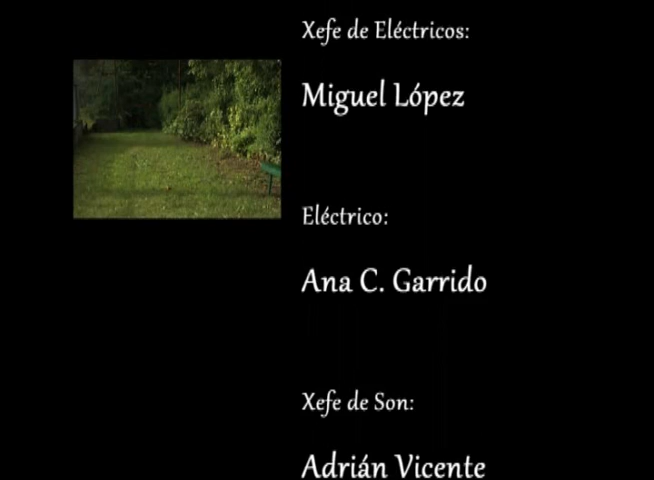 Xefe de Eléctricos:
Miguel López
Eléctrico:
Ana C. Garrido
Xefe de Son:
Adrián Vicente